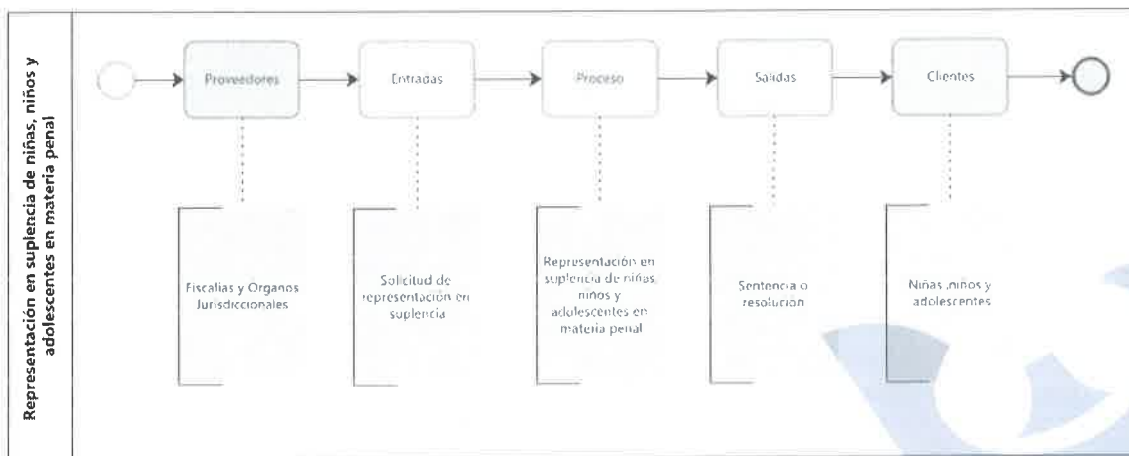 Representación en suplencia de niñas, niños y
adolescentes en materia penal
Proveedores
Entradas
Proceso
Salidas
Clientes
Fiscalías y Órganos
Jurisdiccionales
Solicitud de
representación en
suplencia
Representación en
suplencia de niñas,
niños y
adolescentes en
materia penal
Sentencia o
resolución
Niñas ,niños y
adolescentes